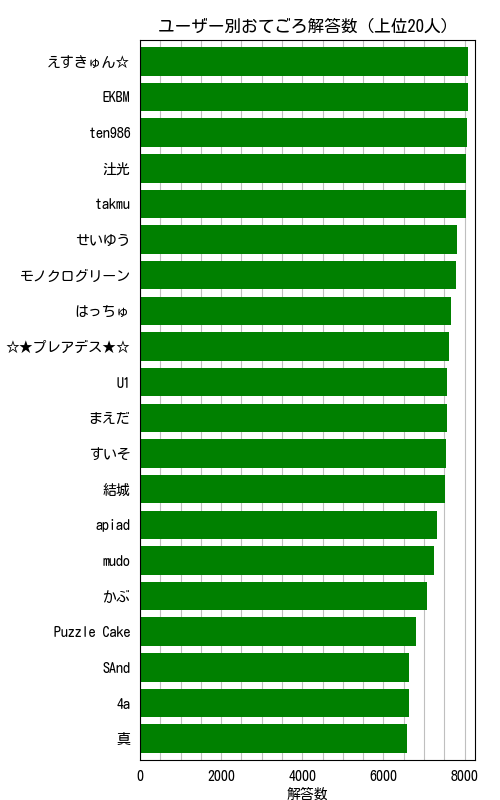 ユーザー別おてごろ解答数（上位20人）
えすきゅん☆
EKBM
ten986
汢光
takmu
せいゆう
モノクログリーン
はっちゅ
☆★プレアデス★☆
U1
まえだ
すいそ
結城
apiad
mudo
かぶ
Puzzle Cake
SAnd
4a
真
0 2000 4000 6000 8000
解答数